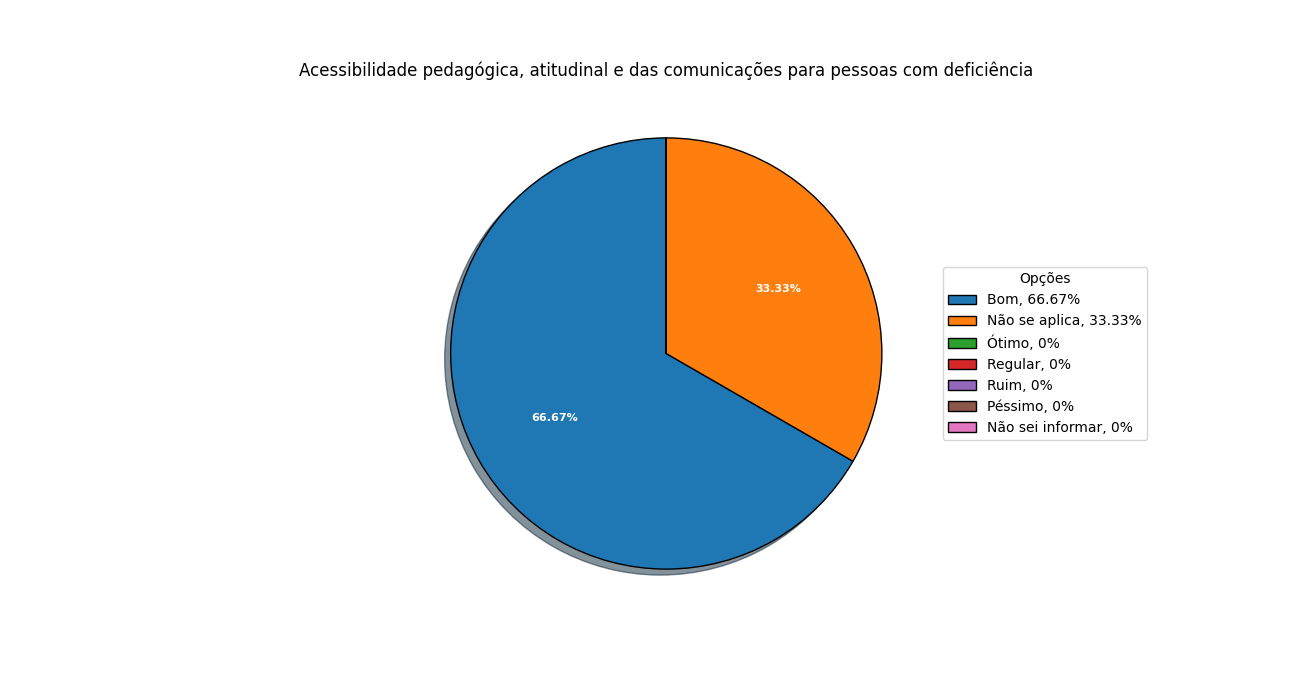 Acessibilidade pedagógica, atitudinal e das comunicações para pessoas com deficiência
33.33%
66.67%
Opções
Bom, 66.67%
Não se aplica, 33.33%
Ótimo, 0%
Regular, 0%
Ruim, 0%
Péssimo, 0%
Não sei informar, 0%